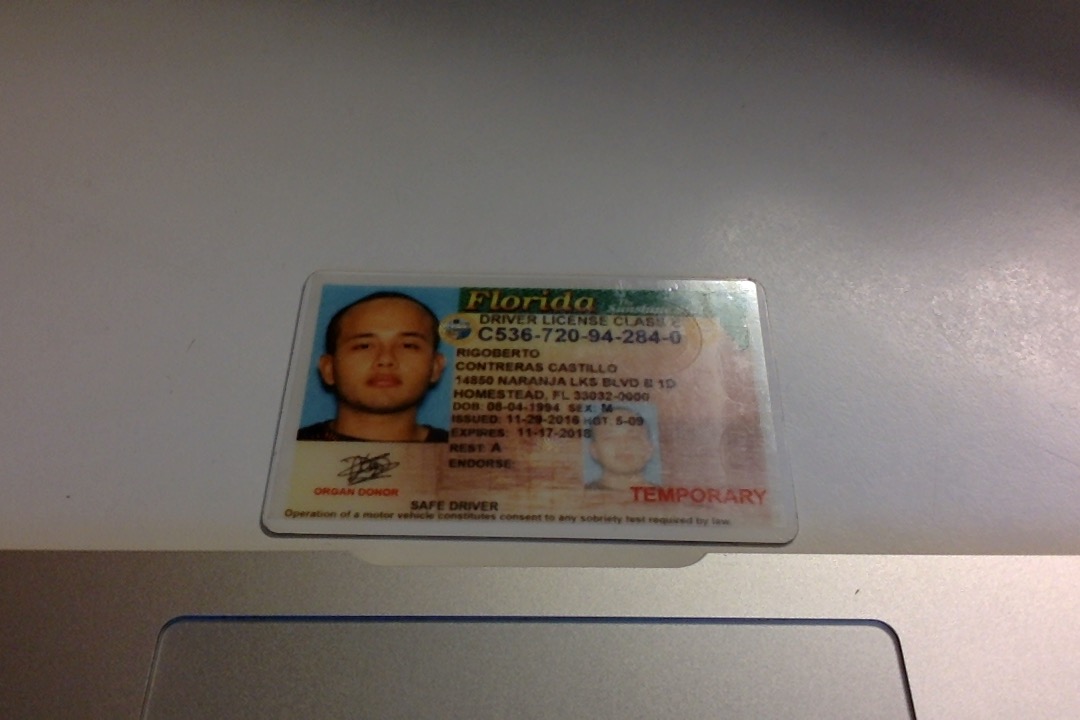 Florida
DRIVER LICENSE CLASS E
C536-720-94-284-0
RIGOBERTO
CONTRERAS CASTILLO
14850 NARANJA LKS BLVD B 1D
HOMESTEAD, FL 33032-0000
DOB: 08-04-1994 SEX: M
ISSUED: 11-29-2016 HGT: 5-09
EXPIRES: 11-17-2018
REST: A
ENDORSE:
ORGAN DONOR
TEMPORARY
SAFE DRIVER
Operation of a motor vehicle constitutes consent to any sobriety test required by law.